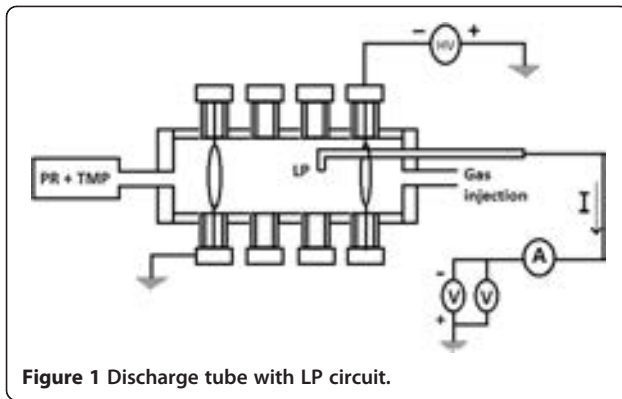 − HV +
PR + TMP
LP
Gas
injection
I
A
− V V
+
Figure 1 Discharge tube with LP circuit.